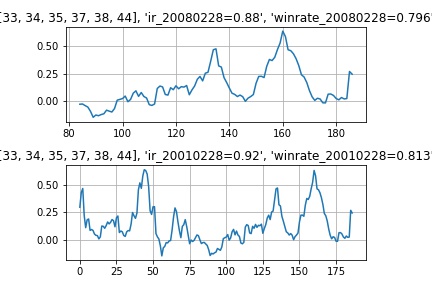 [33, 34, 35, 37, 38, 44], 'ir_20080228=0.88', 'winrate_20080228=0.796'
0.50
0.25
0.00
80 100 120 140 160 180
[33, 34, 35, 37, 38, 44], 'ir_20010228=0.92', 'winrate_20010228=0.813'
0.50
0.25
0.00
0 25 50 75 100 125 150 175